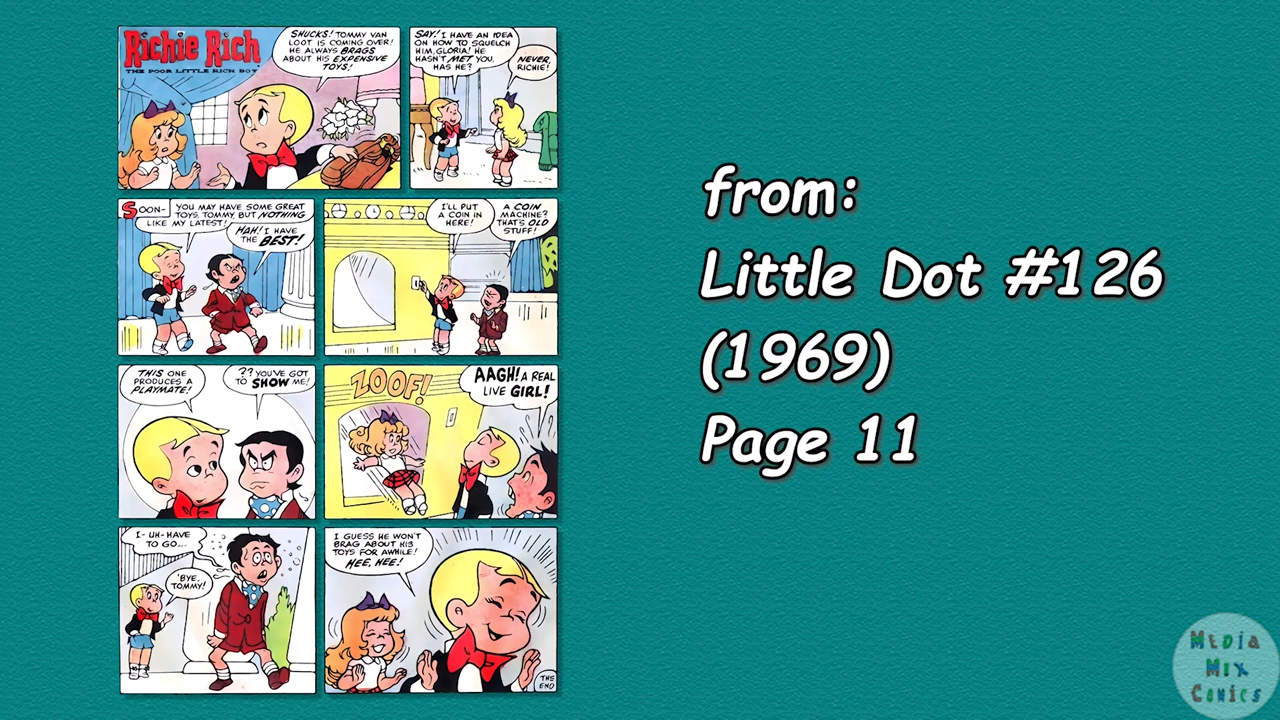 Richie Rich
THE POOR LITTLE RICH BOY
SHUCKS! TOMMY VAN
LOOT IS COMING OVER!
HE ALWAYS BRAGS
ABOUT HIS EXPENSIVE
TOYS!
SAY! I HAVE AN IDEA
ON HOW TO SQUELCH
HIM, GLORIA! HE
HASN'T MET YOU,
HAS HE?
NEVER,
RICHIE!
SOON-
YOU MAY HAVE SOME GREAT
TOYS, TOMMY, BUT NOTHING
LIKE MY LATEST!
HAH! I HAVE
THE BEST!
I'LL PUT
A COIN IN
HERE!
A COIN
MACHINE?
THAT'S OLD
STUFF!
THIS ONE
PRODUCES A
PLAYMATE!
?? YOU'VE GOT
TO SHOW ME!
ZOOF!
AAGH! A REAL
LIVE GIRL!
I-UH-HAVE
TO GO...
'BYE,
TOMMY!
I GUESS HE WON'T
BRAG ABOUT HIS
TOYS FOR AWHILE!
HEE, HEE!
THE
END
from:
Little Dot #126
(1969)
Page 11
MEDIA
MIX
COMICS